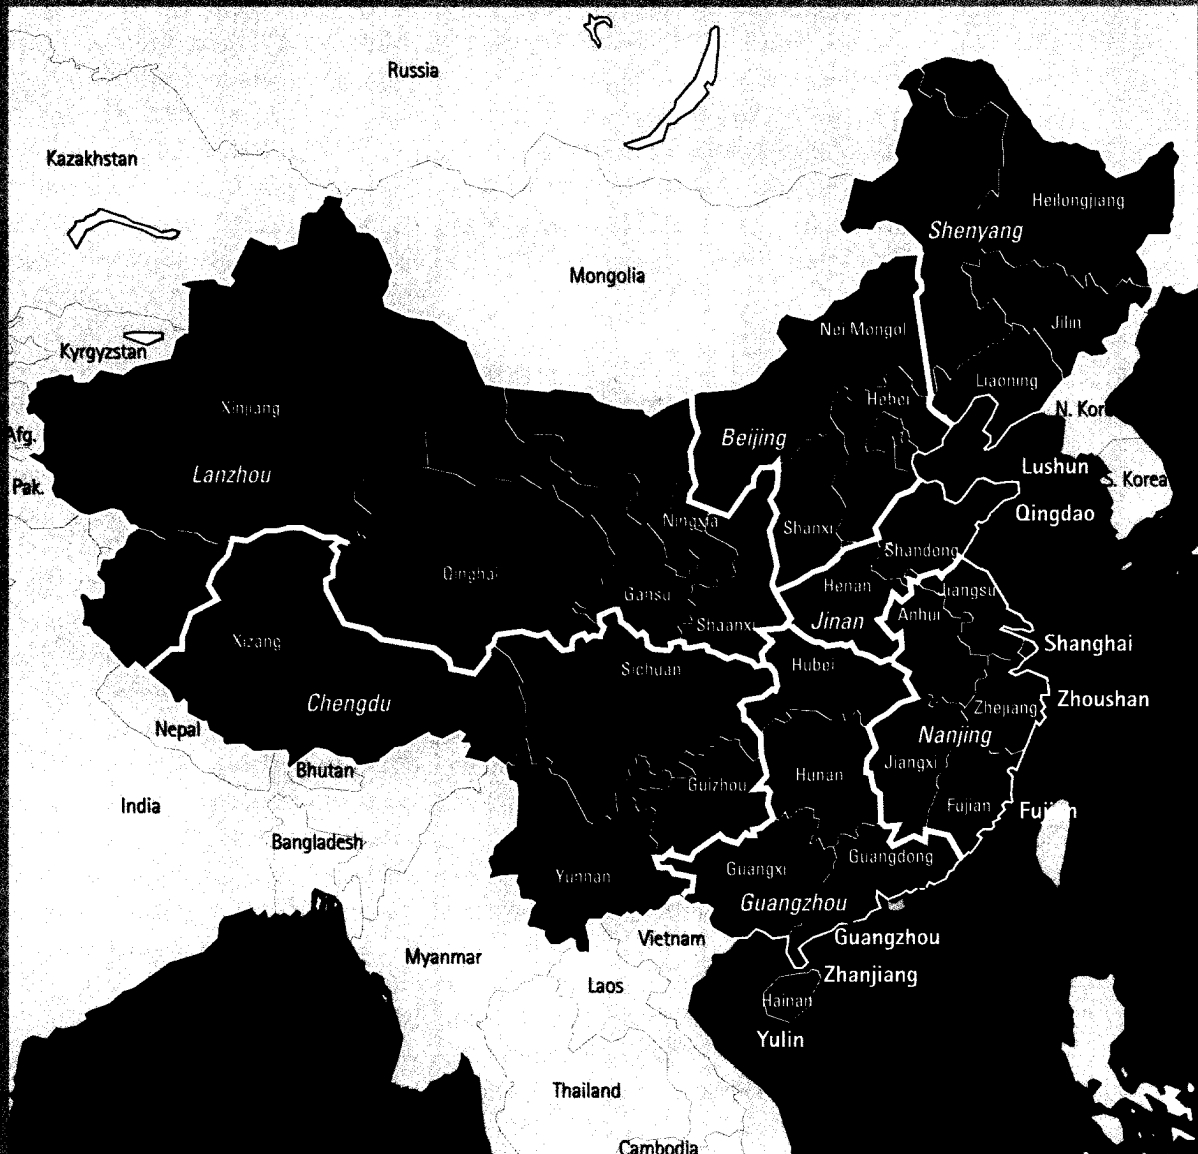 Russia
Kazakhstan
Heilongjiang
Shenyang
Mongolia
Nei Mongol
Jilin
Kyrgyzstan
Liaoning
Hebei
Xinjiang
N. Kore
Afg.
Beijing
Lanzhou
Lushun
Pak.
S. Korea
Qingdao
Ningxia
Shanxi
Shandong
Qinghai
Henan
Gansu
Jiangsu
Anhui
Jinan
Shaanxi
Xizang
Shanghai
Hubei
Sichuan
Chengdu
Zhoushan
Zhejiang
Nepal
Nanjing
Jiangxi
Bhutan
Hunan
Guizhou
India
Fujian
Fujian
Bangladesh
Guangdong
Guangxi
Yunnan
Guangzhou
Vietnam
Guangzhou
Myanmar
Zhanjiang
Laos
Hainan
Yulin
Thailand
Cambodia